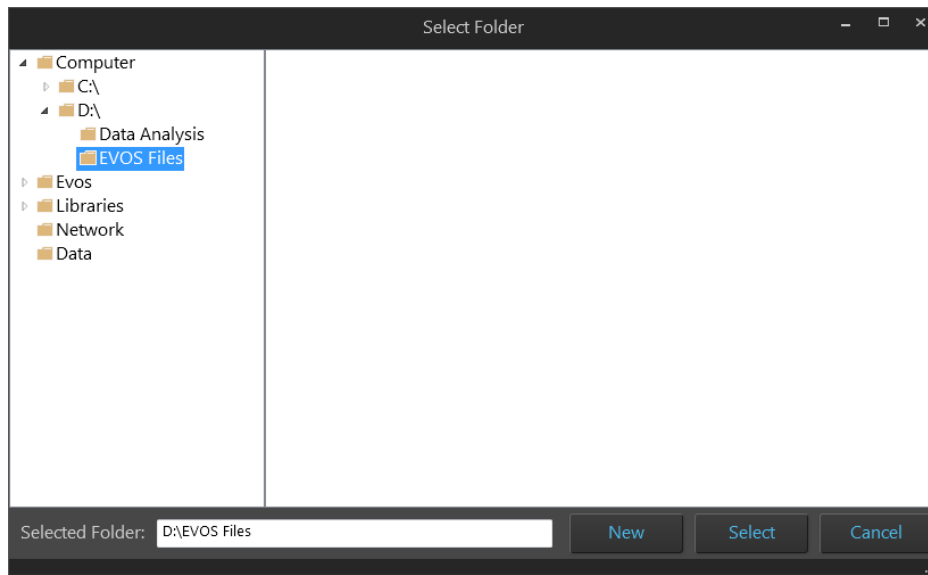 Select Folder
Computer
C:\
D:\
Data Analysis
EVOS Files
Evos
Libraries
Network
Data
Selected Folder: D:\EVOS Files New Select Cancel